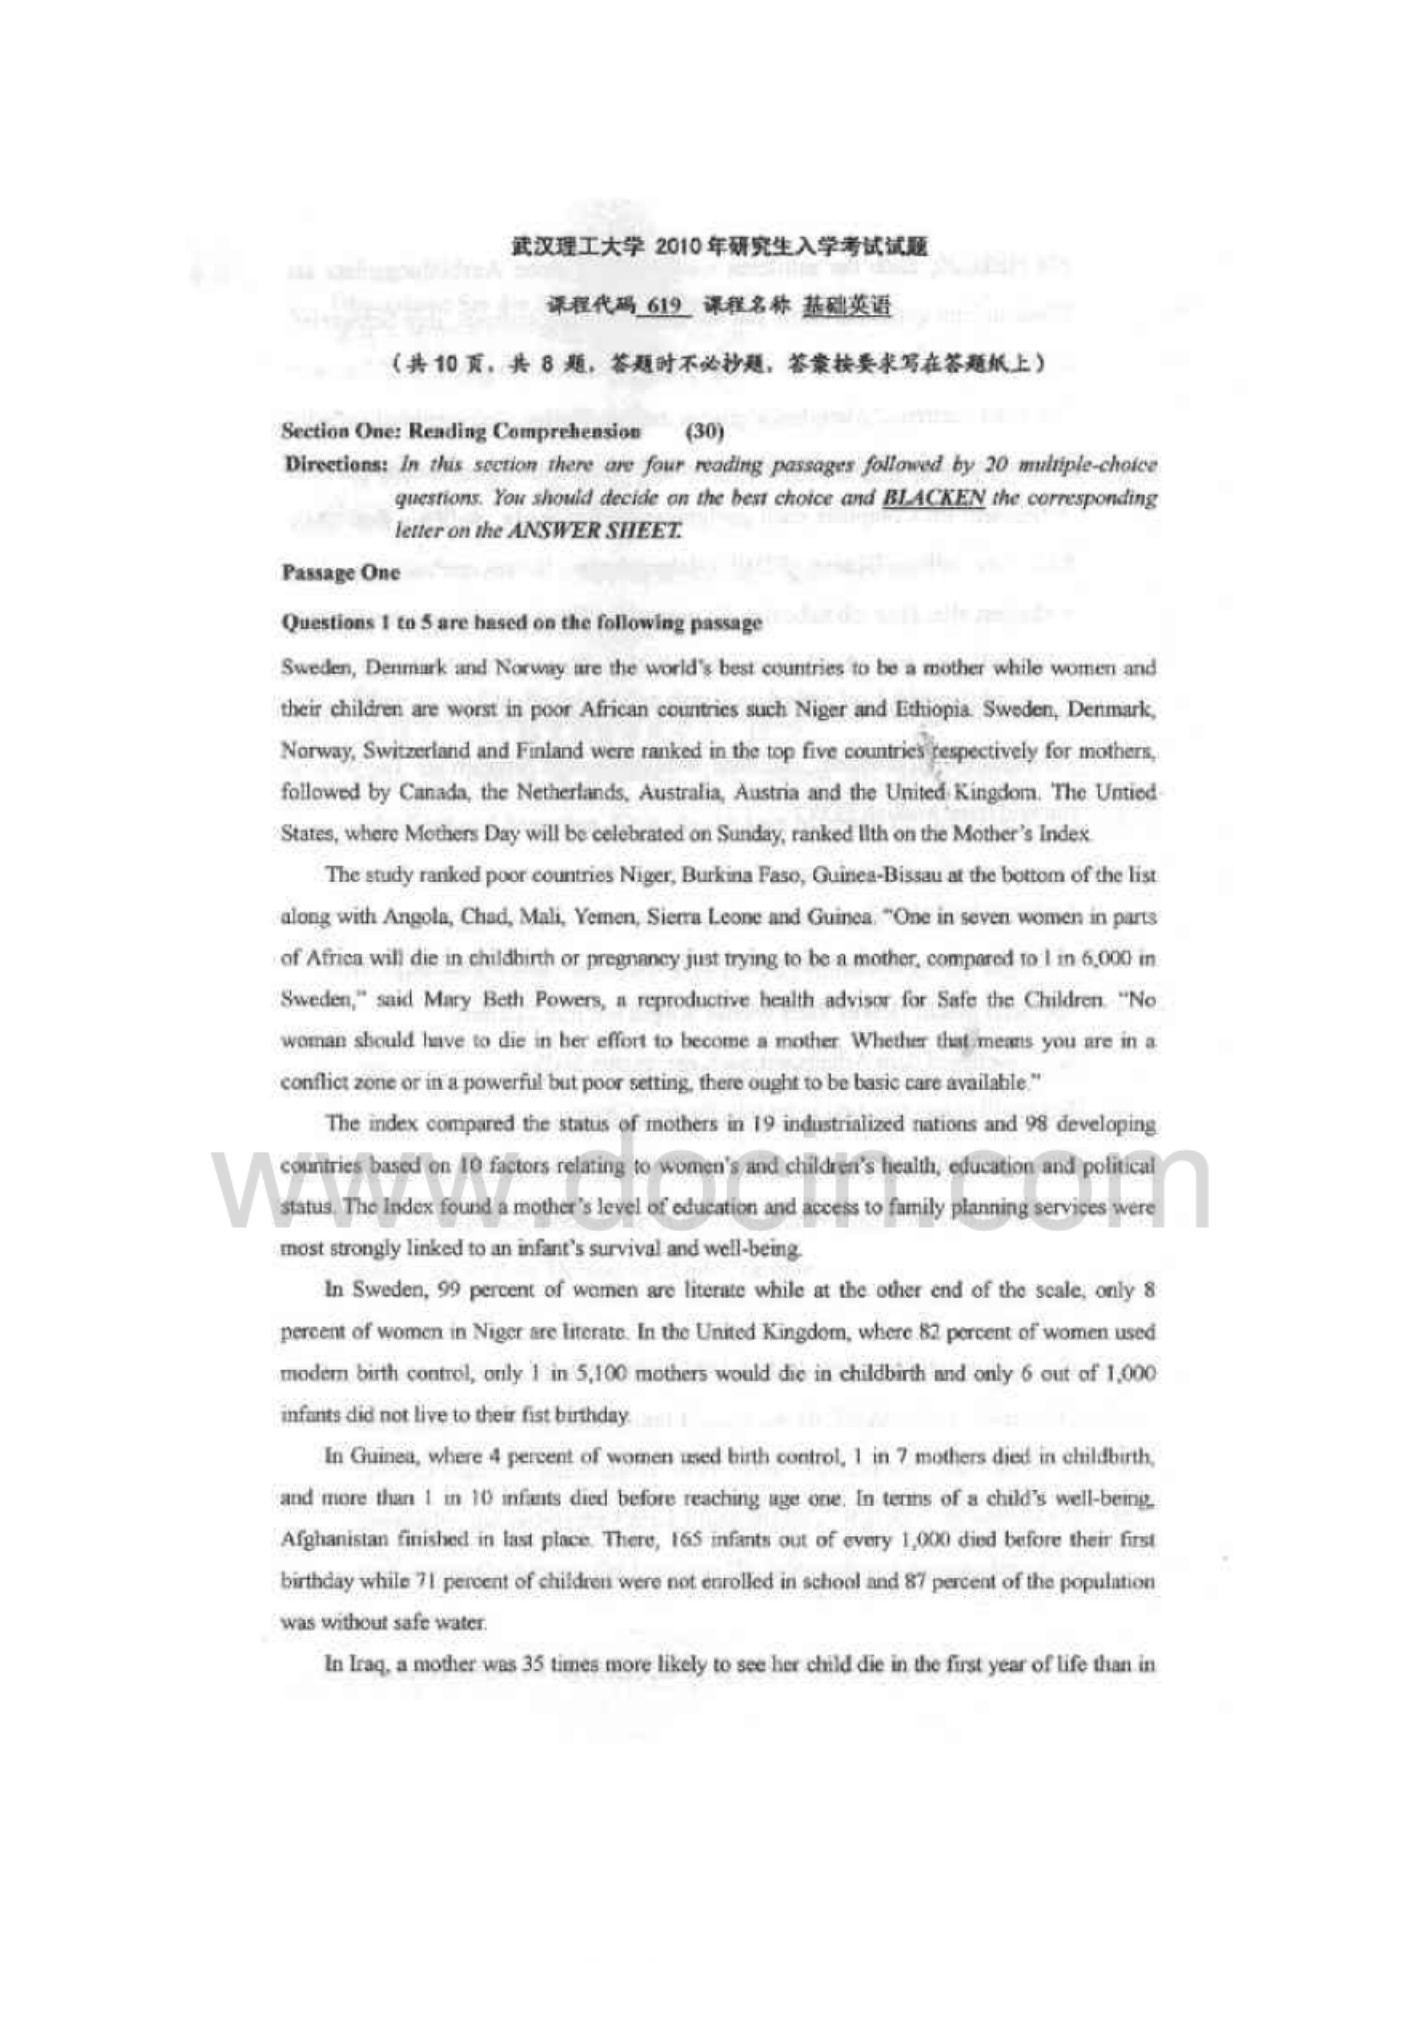 武汉理工大学 2010 年研究生入学考试试题
课程代码 619 课程名称 基础英语
（共 10 页，共 8 题，答题时不必抄题，答案按要求写在答题纸上）
Section One: Reading Comprehension (30)
Directions: In this section there are four reading passages followed by 20 multiple-choice
questions. You should decide on the best choice and BLACKEN the corresponding
letter on the ANSWER SHEET.
Passage One
Questions 1 to 5 are based on the following passage
Sweden, Denmark and Norway are the world's best countries to be a mother while women and
their children are worst in poor African countries such Niger and Ethiopia. Sweden, Denmark,
Norway, Switzerland and Finland were ranked in the top five countries respectively for mothers,
followed by Canada, the Netherlands, Australia, Austria and the United Kingdom. The Untied
States, where Mothers Day will be celebrated on Sunday, ranked llth on the Mother's Index.
The study ranked poor countries Niger, Burkina Faso, Guinea-Bissau at the bottom of the list
along with Angola, Chad, Mali, Yemen, Sierra Leone and Guinea. "One in seven women in parts
of Africa will die in childbirth or pregnancy just trying to be a mother, compared to 1 in 6,000 in
Sweden," said Mary Beth Powers, a reproductive health advisor for Safe the Children. "No
woman should have to die in her effort to become a mother. Whether that means you are in a
conflict zone or in a powerful but poor setting, there ought to be basic care available."
The index compared the status of mothers in 19 industrialized nations and 98 developing
countries based on 10 factors relating to women's and children's health, education and political
status. The Index found a mother's level of education and access to family planning services were
most strongly linked to an infant's survival and well-being.
In Sweden, 99 percent of women are literate while at the other end of the scale, only 8
percent of women in Niger are literate. In the United Kingdom, where 82 percent of women used
modern birth control, only 1 in 5,100 mothers would die in childbirth and only 6 out of 1,000
infants did not live to their fist birthday.
In Guinea, where 4 percent of women used birth control, 1 in 7 mothers died in childbirth,
and more than 1 in 10 infants died before reaching age one. In terms of a child's well-being,
Afghanistan finished in last place. There, 165 infants out of every 1,000 died before their first
birthday while 71 percent of children were not enrolled in school and 87 percent of the population
was without safe water.
In Iraq, a mother was 35 times more likely to see her child die in the first year of life than in
www.docin.com